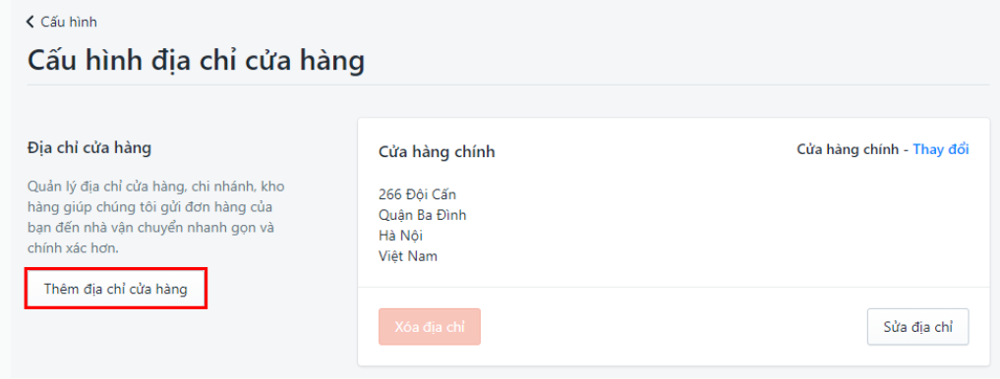 Cấu hình
Cấu hình địa chỉ cửa hàng
Địa chỉ cửa hàng
Quản lý địa chỉ cửa hàng, chi nhánh, kho
hàng giúp chúng tôi gửi đơn hàng của
bạn đến nhà vận chuyển nhanh gọn và
chính xác hơn.
Thêm địa chỉ cửa hàng
Cửa hàng chính
Cửa hàng chính - Thay đổi
266 Đội Cấn
Quận Ba Đình
Hà Nội
Việt Nam
Xóa địa chỉ
Sửa địa chỉ